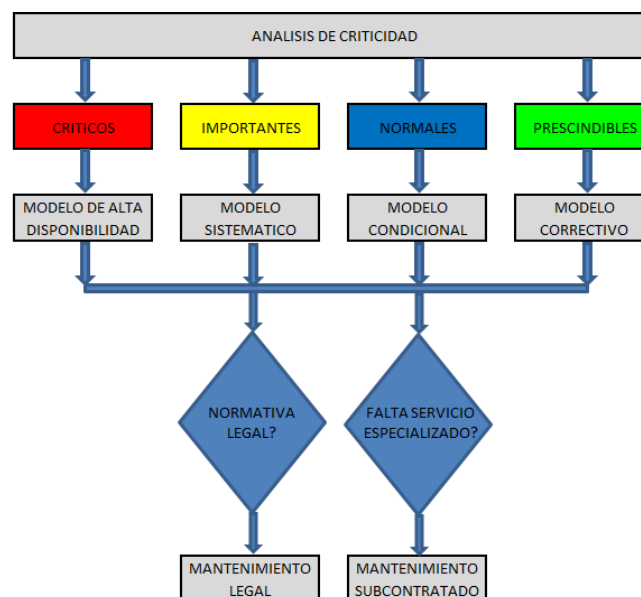 ANALISIS DE CRITICIDAD
CRITICOS
IMPORTANTES
NORMALES
PRESCINDIBLES
MODELO DE ALTA
DISPONIBILIDAD
MODELO
SISTEMATICO
MODELO
CONDICIONAL
MODELO
CORRECTIVO
NORMATIVA
LEGAL?
FALTA SERVICIO
ESPECIALIZADO?
MANTENIMIENTO
LEGAL
MANTENIMIENTO
SUBCONTRATADO